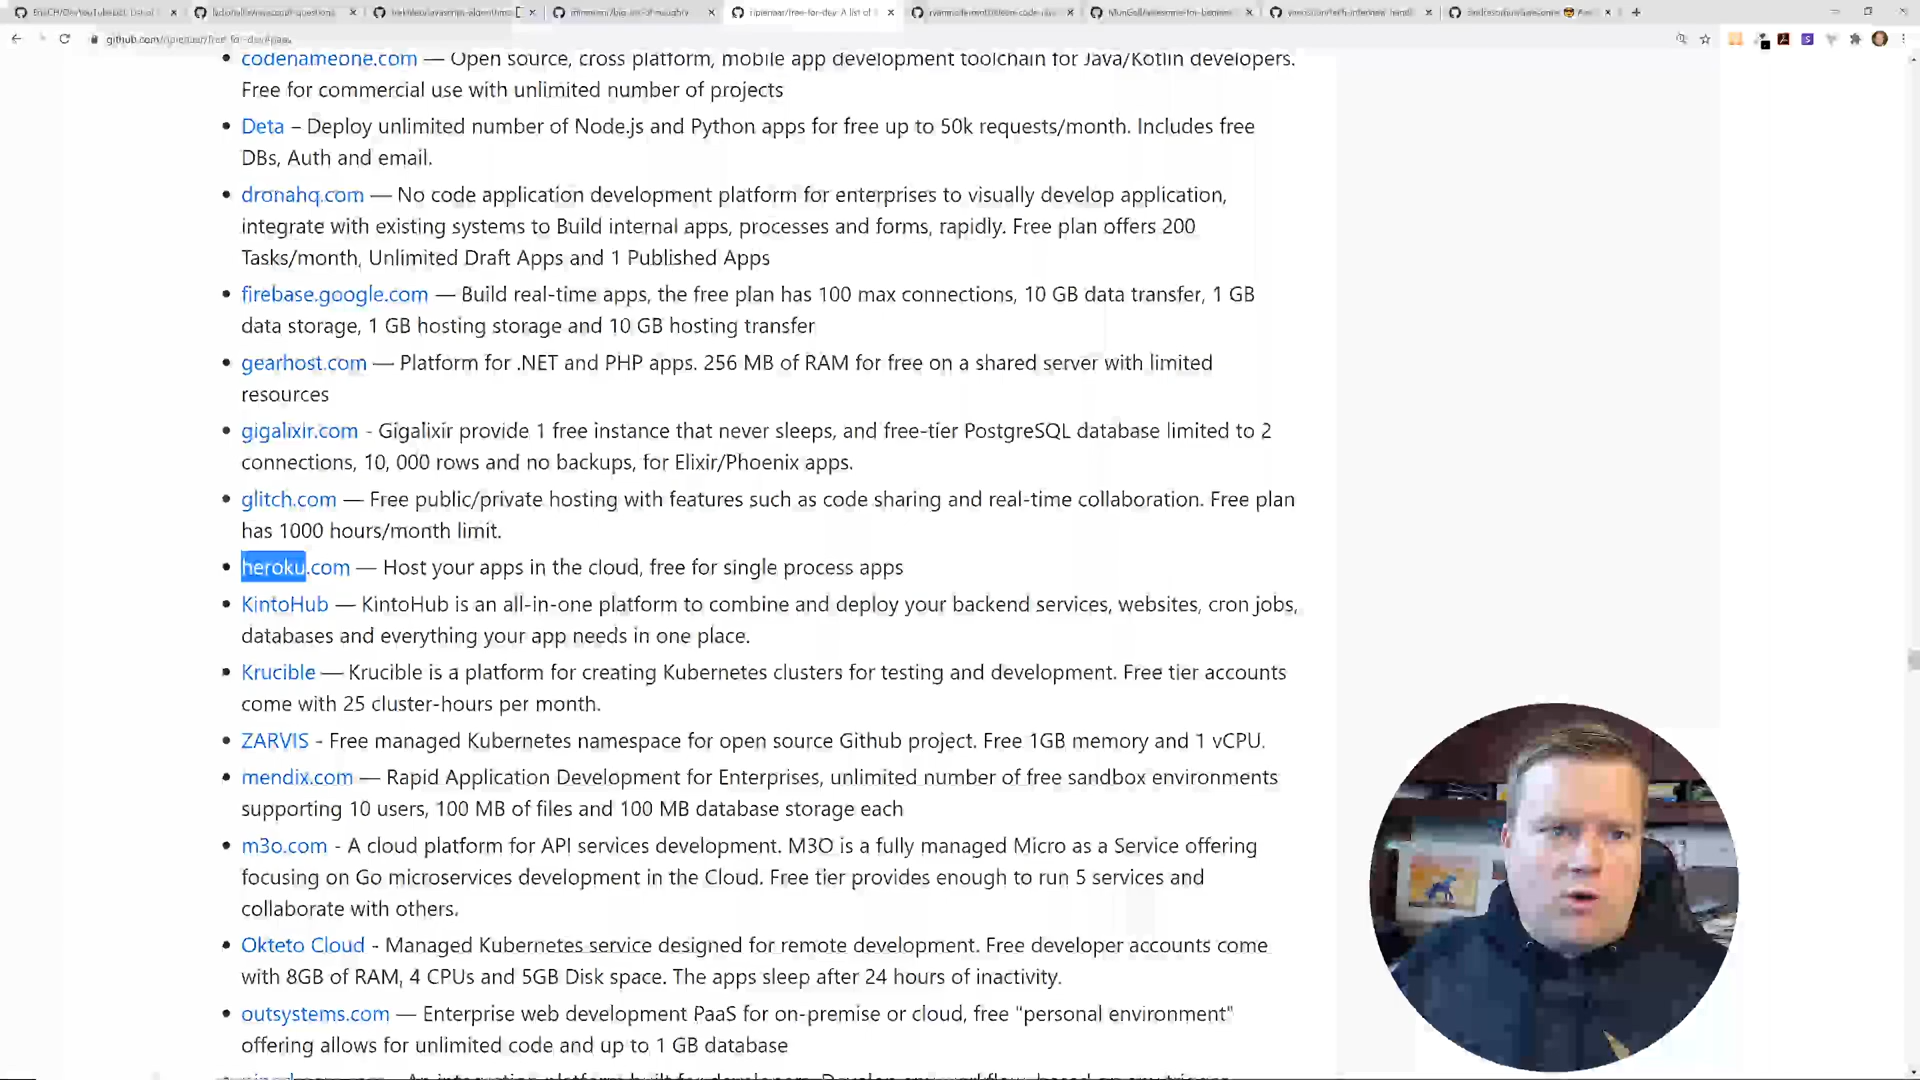 codenameone.com — Open source, cross platform, mobile app development toolchain for Java/Kotlin developers.
Free for commercial use with unlimited number of projects
Deta – Deploy unlimited number of Node.js and Python apps for free up to 50k requests/month. Includes free
DBs, Auth and email.
dronahq.com — No code application development platform for enterprises to visually develop application,
integrate with existing systems to Build internal apps, processes and forms, rapidly. Free plan offers 200
Tasks/month, Unlimited Draft Apps and 1 Published Apps
firebase.google.com — Build real-time apps, the free plan has 100 max connections, 10 GB data transfer, 1 GB
data storage, 1 GB hosting storage and 10 GB hosting transfer
gearhost.com — Platform for .NET and PHP apps. 256 MB of RAM for free on a shared server with limited
resources
gigalixir.com - Gigalixir provide 1 free instance that never sleeps, and free-tier PostgreSQL database limited to 2
connections, 10, 000 rows and no backups, for Elixir/Phoenix apps.
glitch.com — Free public/private hosting with features such as code sharing and real-time collaboration. Free plan
has 1000 hours/month limit.
heroku.com — Host your apps in the cloud, free for single process apps
KintoHub — KintoHub is an all-in-one platform to combine and deploy your backend services, websites, cron jobs,
databases and everything your app needs in one place.
Krucible — Krucible is a platform for creating Kubernetes clusters for testing and development. Free tier accounts
come with 25 cluster-hours per month.
ZARVIS - Free managed Kubernetes namespace for open source Github project. Free 1GB memory and 1 vCPU.
mendix.com — Rapid Application Development for Enterprises, unlimited number of free sandbox environments
supporting 10 users, 100 MB of files and 100 MB database storage each
m3o.com - A cloud platform for API services development. M3O is a fully managed Micro as a Service offering
focusing on Go microservices development in the Cloud. Free tier provides enough to run 5 services and
collaborate with others.
Okteto Cloud - Managed Kubernetes service designed for remote development. Free developer accounts come
with 8GB of RAM, 4 CPUs and 5GB Disk space. The apps sleep after 24 hours of inactivity.
outsystems.com — Enterprise web development PaaS for on-premise or cloud, free "personal environment"
offering allows for unlimited code and up to 1 GB database